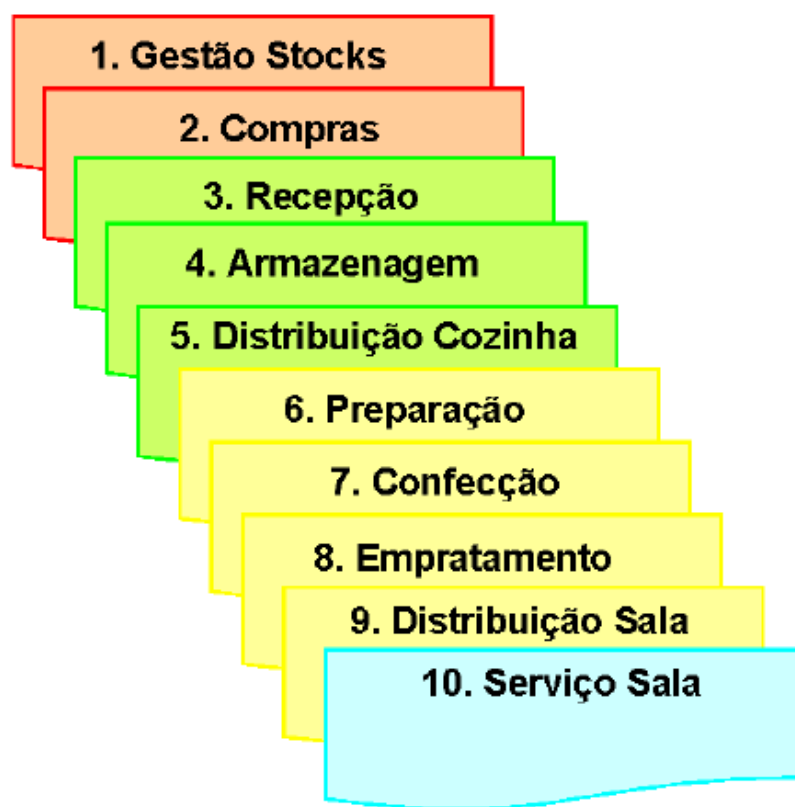 1. Gestão Stocks
2. Compras
3. Recepção
4. Armazenagem
5. Distribuição Cozinha
6. Preparação
7. Confecção
8. Empratamento
9. Distribuição Sala
10. Serviço Sala